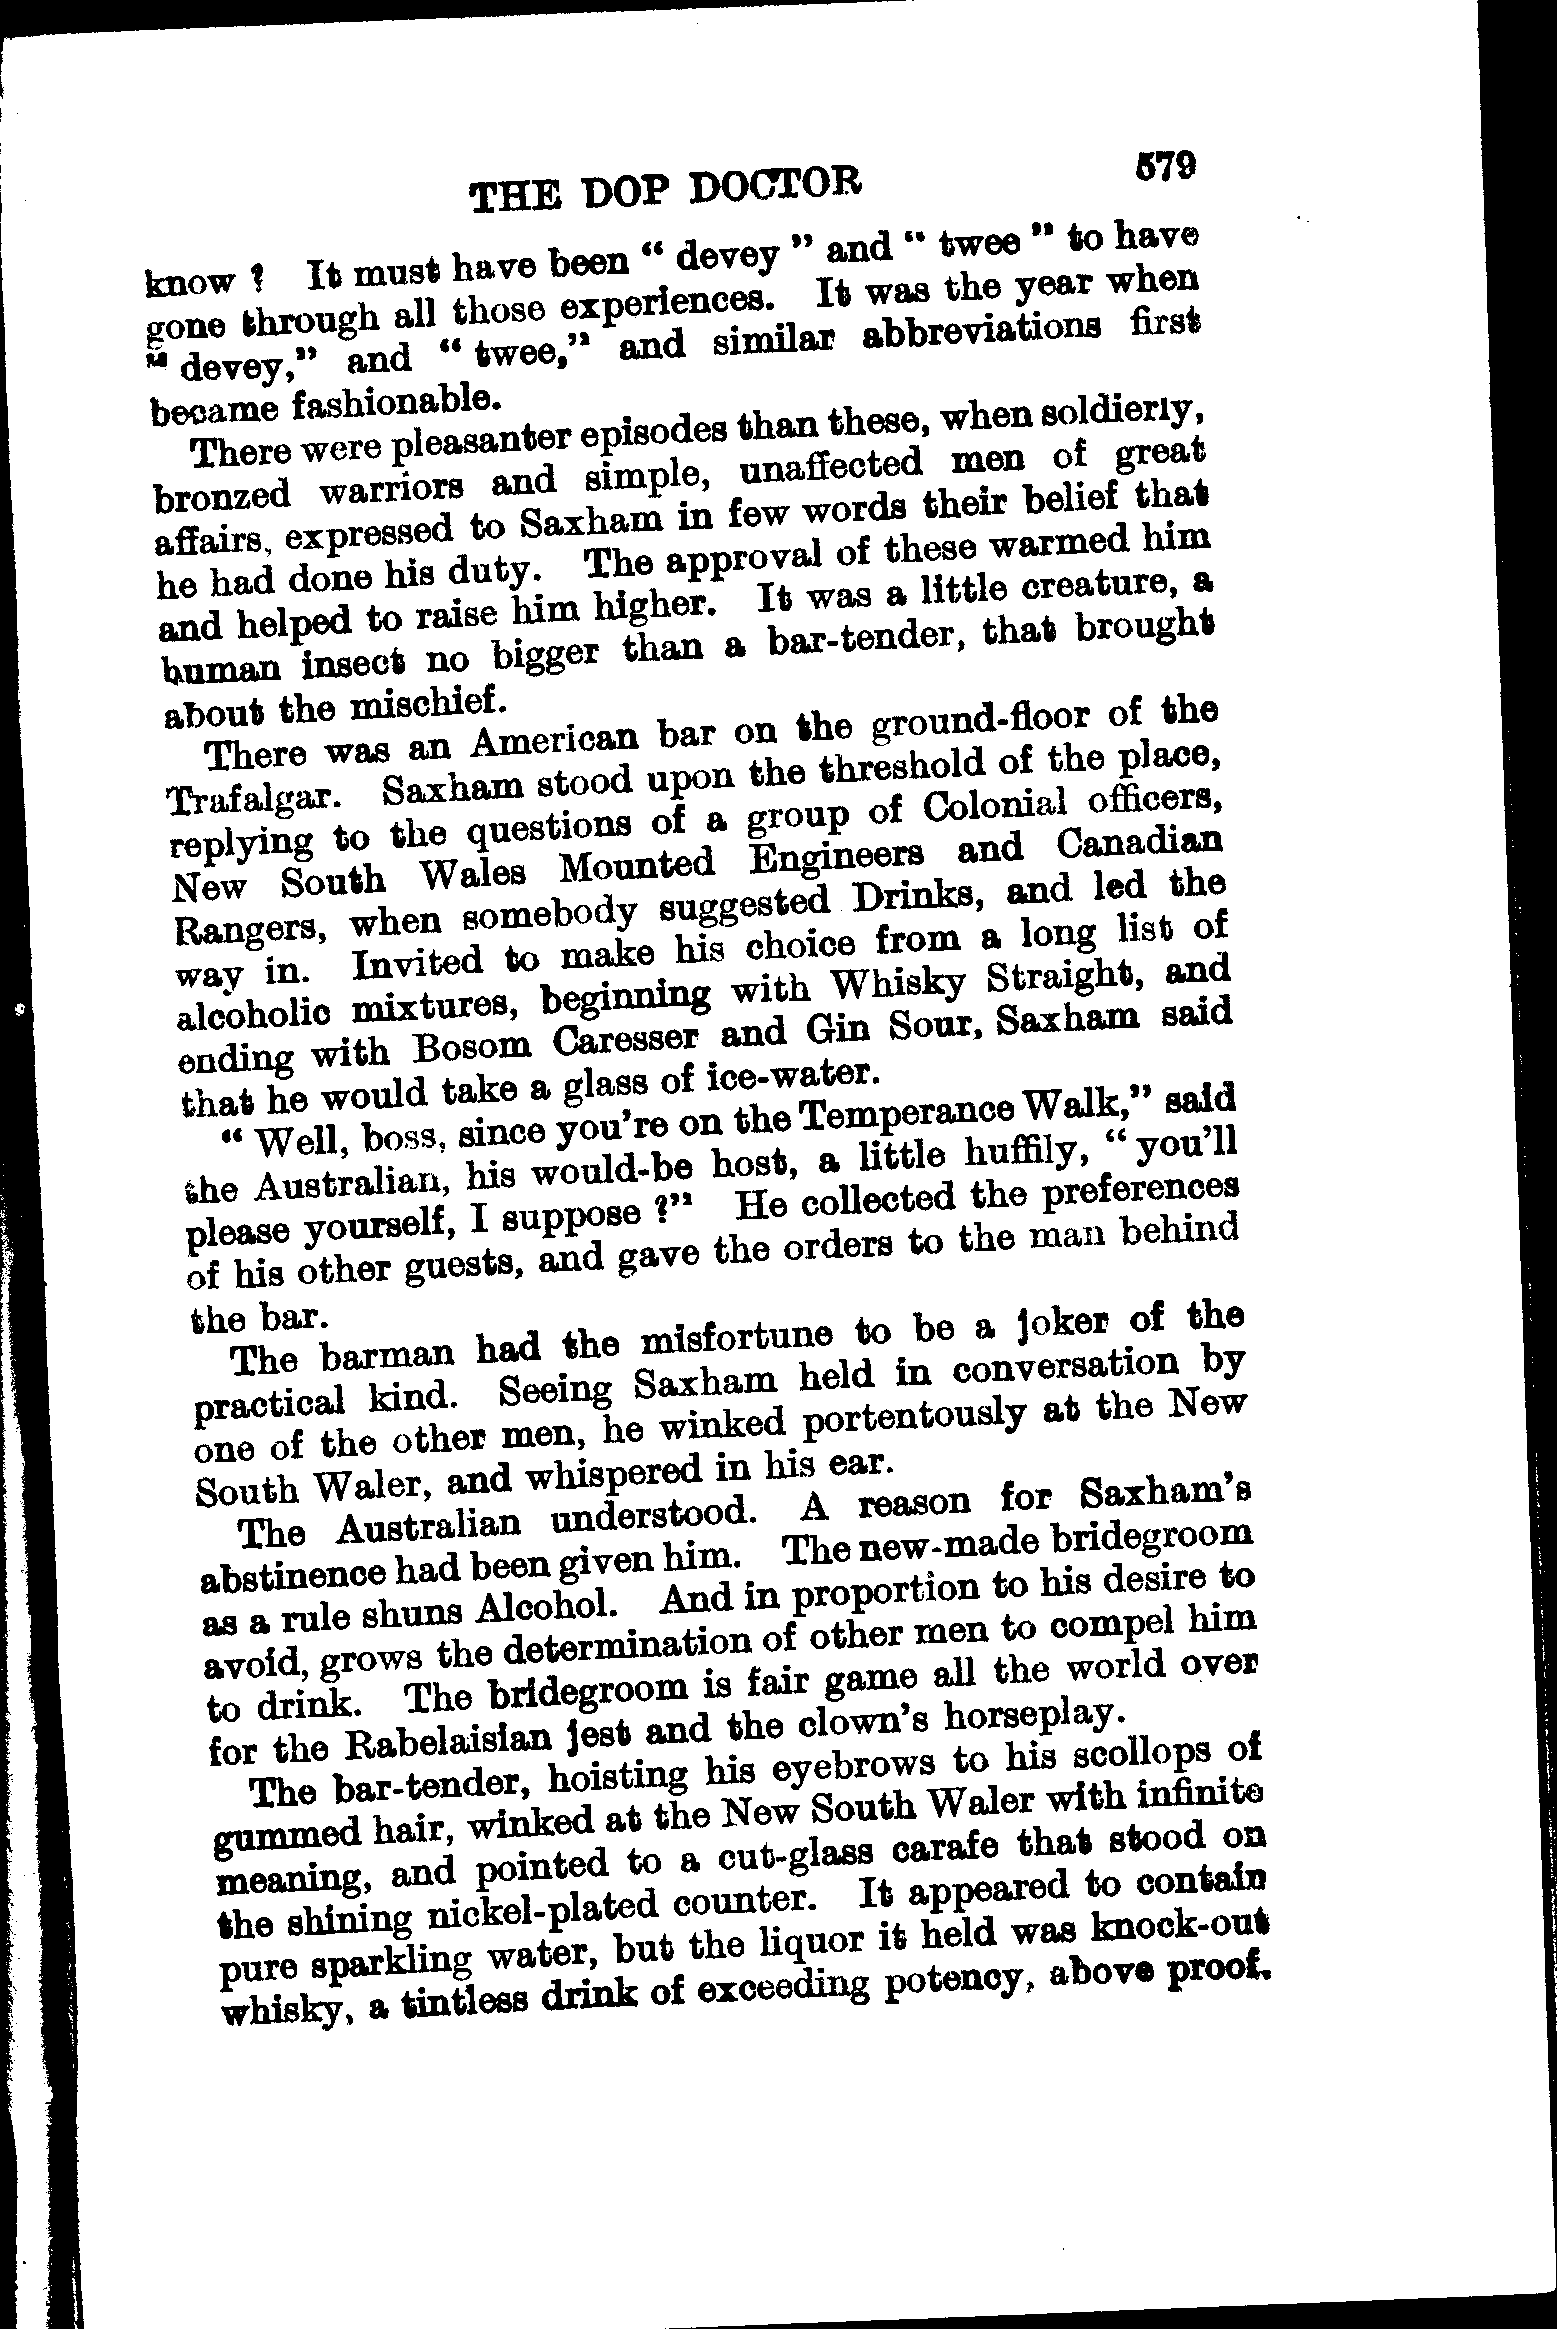 THE DOP DOCTOR 579
know? It must have been “devey” and “twee” to have
gone through all those experiences. It was the year when
“devey,” and “twee,” and similar abbreviations first
became fashionable.
There were pleasanter episodes than these, when soldierly,
bronzed warriors and simple, unaffected men of great
affairs, expressed to Saxham in few words their belief that
he had done his duty. The approval of these warmed him
and helped to raise him higher. It was a little creature, a
human insect no bigger than a bar-tender, that brought
about the mischief.
There was an American bar on the ground-floor of the
Trafalgar. Saxham stood upon the threshold of the place,
replying to the questions of a group of Colonial officers,
New South Wales Mounted Engineers and Canadian
Rangers, when somebody suggested Drinks, and led the
way in. Invited to make his choice from a long list of
alcoholic mixtures, beginning with Whisky Straight, and
ending with Bosom Caresser and Gin Sour, Saxham said
that he would take a glass of ice-water.
“Well, boss, since you're on the Temperance Walk,” said
the Australian, his would-be host, a little huffily, “you'll
please yourself, I suppose?” He collected the preferences
of his other guests, and gave the orders to the man behind
the bar.
The barman had the misfortune to be a joker of the
practical kind. Seeing Saxham held in conversation by
one of the other men, he winked portentously at the New
South Waler, and whispered in his ear.
The Australian understood. A reason for Saxham's
abstinence had been given him. The new-made bridegroom
as a rule shuns Alcohol. And in proportion to his desire to
avoid, grows the determination of other men to compel him
to drink. The bridegroom is fair game all the world over
for the Rabelaisian jest and the clown's horseplay.
The bar-tender, hoisting his eyebrows to his scollops of
gummed hair, winked at the New South Waler with infinite
meaning, and pointed to a cut-glass carafe that stood on
the shining nickel-plated counter. It appeared to contain
pure sparkling water, but the liquor it held was knock-out
whisky, a tintless drink of exceeding potency, above proof.